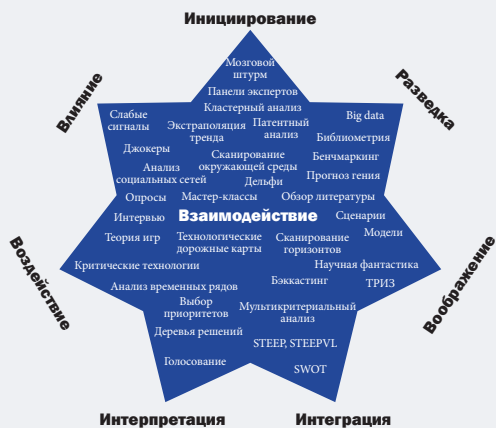 Инициирование
Влияние
Разведка
Мозговой
штурм
Панели экспертов
Кластерный анализ
Слабые
сигналы
Экстраполяция
тренда
Патентный
анализ
Big data
Библиометрия
Джокеры
Сканирование
окружающей среды
Бенчмаркинг
Анализ
социальных сетей
Дельфи
Прогноз гения
Опросы
Мастер-классы
Обзор литературы
Интервью
Взаимодействие
Сценарии
Теория игр
Технологические
дорожные карты
Сканирование
горизонтов
Модели
Критические технологии
Научная фантастика
Анализ временных рядов
Бэккастинг
ТРИЗ
Выбор
приоритетов
Мультикритериальный
анализ
Деревья решений
STEEP, STEEPVL
Голосование
SWOT
Воздействие
Воображение
Интерпретация
Интеграция